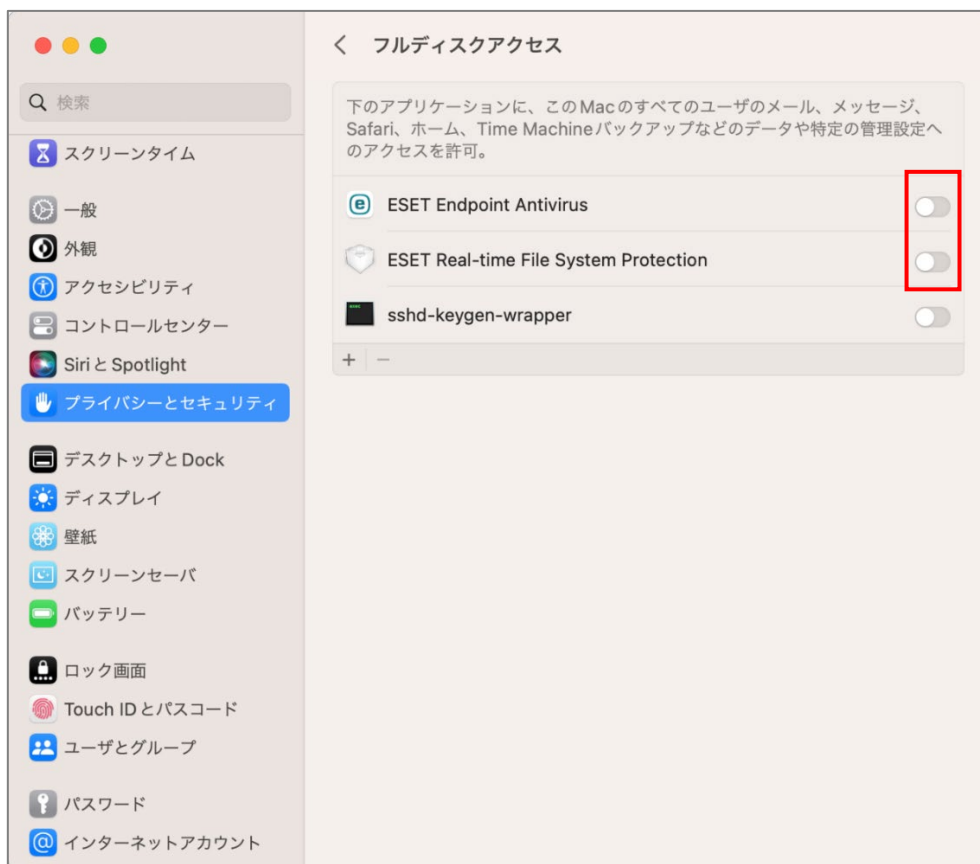 フルディスクアクセス
検索
スクリーンタイム
一般
外観
アクセシビリティ
コントロールセンター
Siri と Spotlight
プライバシーとセキュリティ
デスクトップと Dock
ディスプレイ
壁紙
スクリーンセーバ
バッテリー
ロック画面
Touch ID とパスコード
ユーザとグループ
パスワード
インターネットアカウント
下のアプリケーションに、このMacのすべてのユーザのメール、メッセージ、
Safari、ホーム、Time Machineバックアップなどのデータや特定の管理設定へ
のアクセスを許可。
ESET Endpoint Antivirus
ESET Real-time File System Protection
sshd-keygen-wrapper